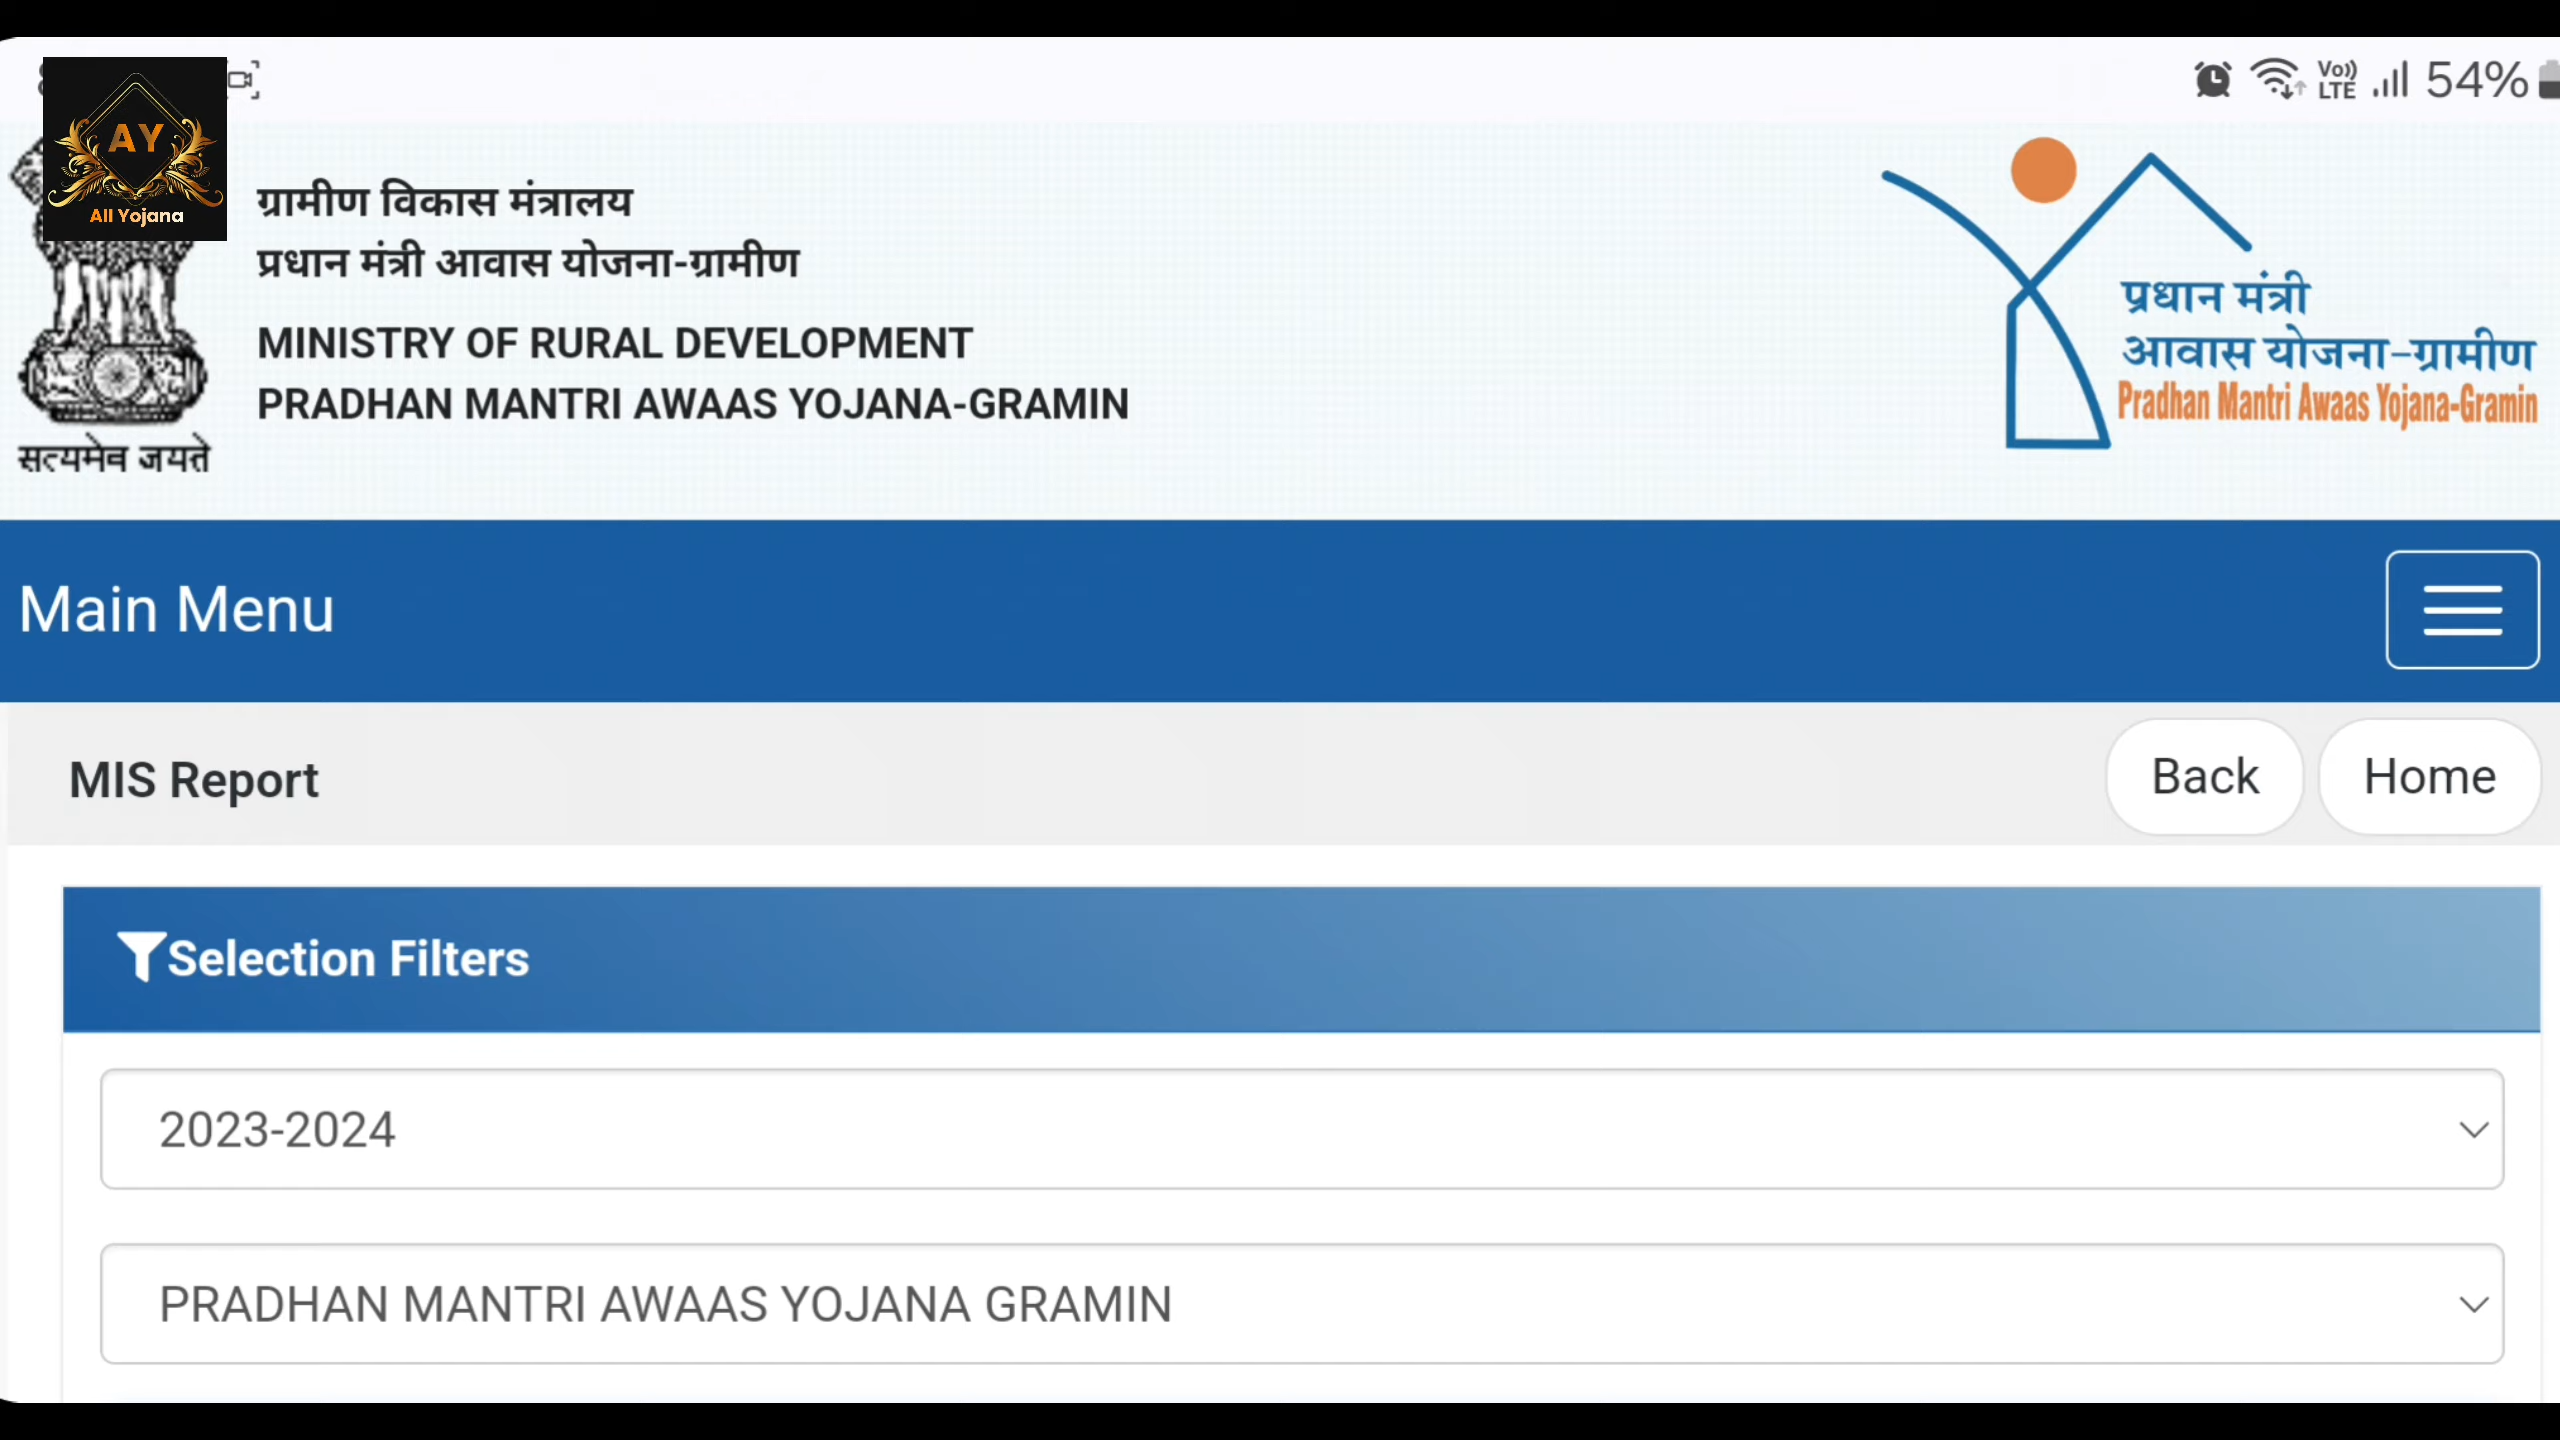 54%
Vo))
LTE
AY
All Yojana
ग्रामीण विकास मंत्रालय
प्रधान मंत्री आवास योजना-ग्रामीण
MINISTRY OF RURAL DEVELOPMENT
PRADHAN MANTRI AWAAS YOJANA-GRAMIN
सत्यमेव जयते
प्रधान मंत्री
आवास योजना-ग्रामीण
Pradhan Mantri Awaas Yojana-Gramin
Main Menu
MIS Report
Back
Home
Selection Filters
2023-2024
PRADHAN MANTRI AWAAS YOJANA GRAMIN